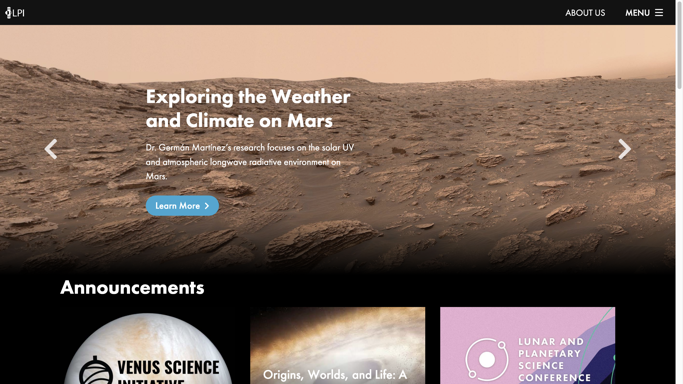 LPI
ABOUT US
MENU
Exploring the Weather
and Climate on Mars
Dr. Germán Martínez's research focuses on the solar UV
and atmospheric longwave radiative environment on
Mars.
Learn More
Announcements
VENUS SCIENCE
INITIATIVE
Origins, Worlds, and Life: A
LUNAR AND
PLANETARY
SCIENCE
CONFERENCE